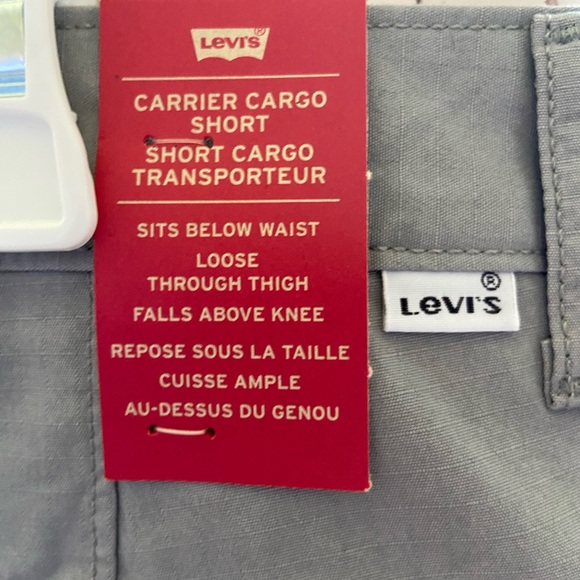 Levi's®
CARRIER CARGO
SHORT
SHORT CARGO
TRANSPORTEUR
SITS BELOW WAIST
LOOSE
THROUGH THIGH
FALLS ABOVE KNEE
REPOSE SOUS LA TAILLE
CUISSE AMPLE
AU-DESSUS DU GENOU
Levi's®